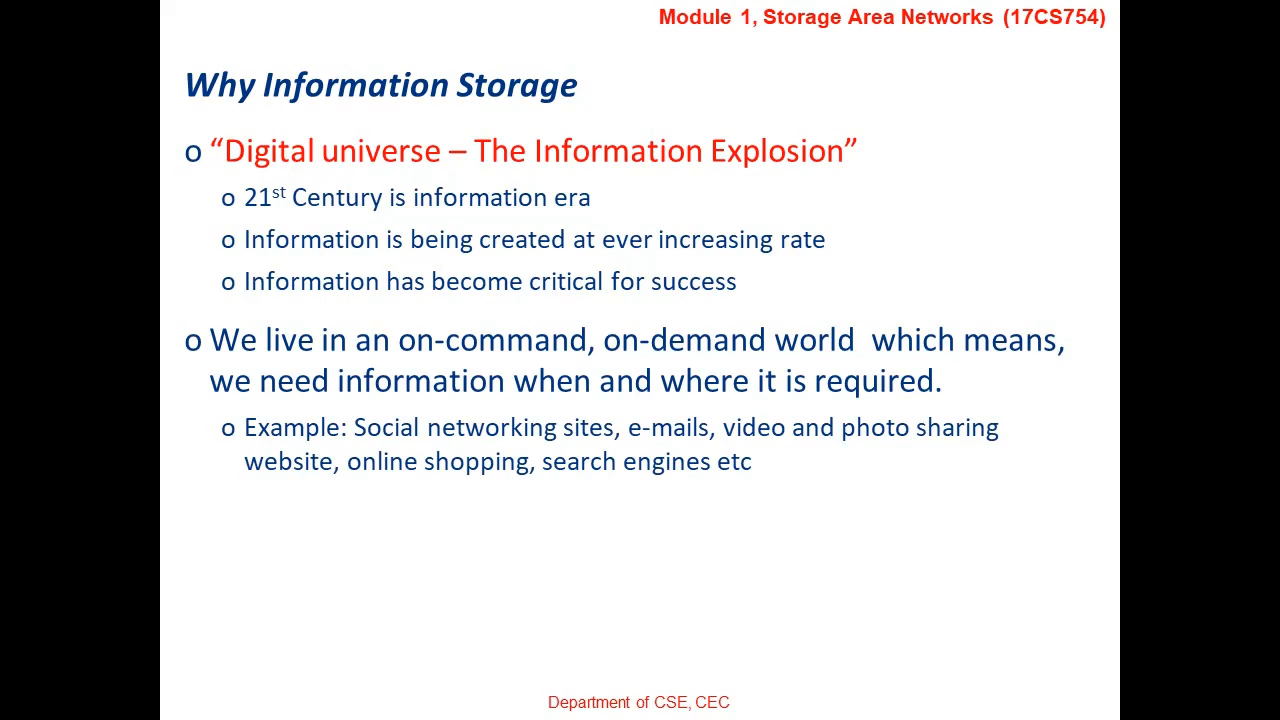 Module 1, Storage Area Networks (17CS754)
Why Information Storage
o “Digital universe – The Information Explosion”
o 21st Century is information era
o Information is being created at ever increasing rate
o Information has become critical for success
o We live in an on-command, on-demand world which means,
we need information when and where it is required.
o Example: Social networking sites, e-mails, video and photo sharing
website, online shopping, search engines etc
Department of CSE, CEC